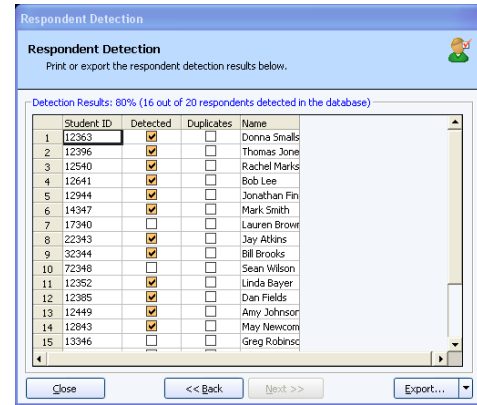 Respondent Detection
Respondent Detection
Print or export the respondent detection results below.
Detection Results: 80% (16 out of 20 respondents detected in the database)
Student ID Detected Duplicates Name
1 12363 Donna Smalls
2 12396 Thomas Jone
3 12540 Rachel Marks
4 12641 Bob Lee
5 12944 Jonathan Fin
6 14347 Mark Smith
7 17340 Lauren Brown
8 22343 Jay Atkins
9 32344 Bill Brooks
10 72348 Sean Wilson
11 12352 Linda Bayer
12 12385 Dan Fields
13 12449 Amy Johnson
14 12843 May Newcom
15 13346 Greg Robinso
Close << Back Next >> Export...